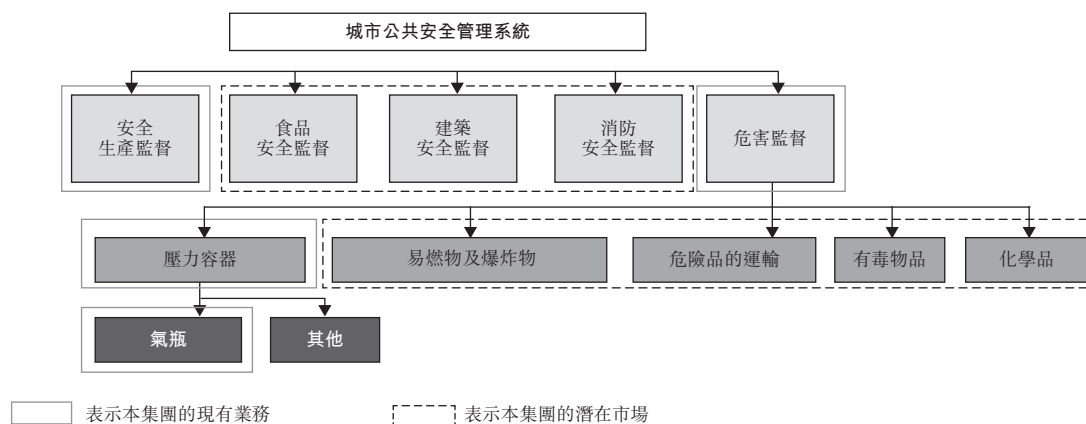 城市公共安全管理系統
安全
生產監督
食品
安全監督
建築
安全監督
消防
安全監督
危害監督
壓力容器
易燃物及爆炸物
危險品的運輸
有毒物品
化學品
氣瓶
其他
表示本集團的現有業務
表示本集團的潛在市場